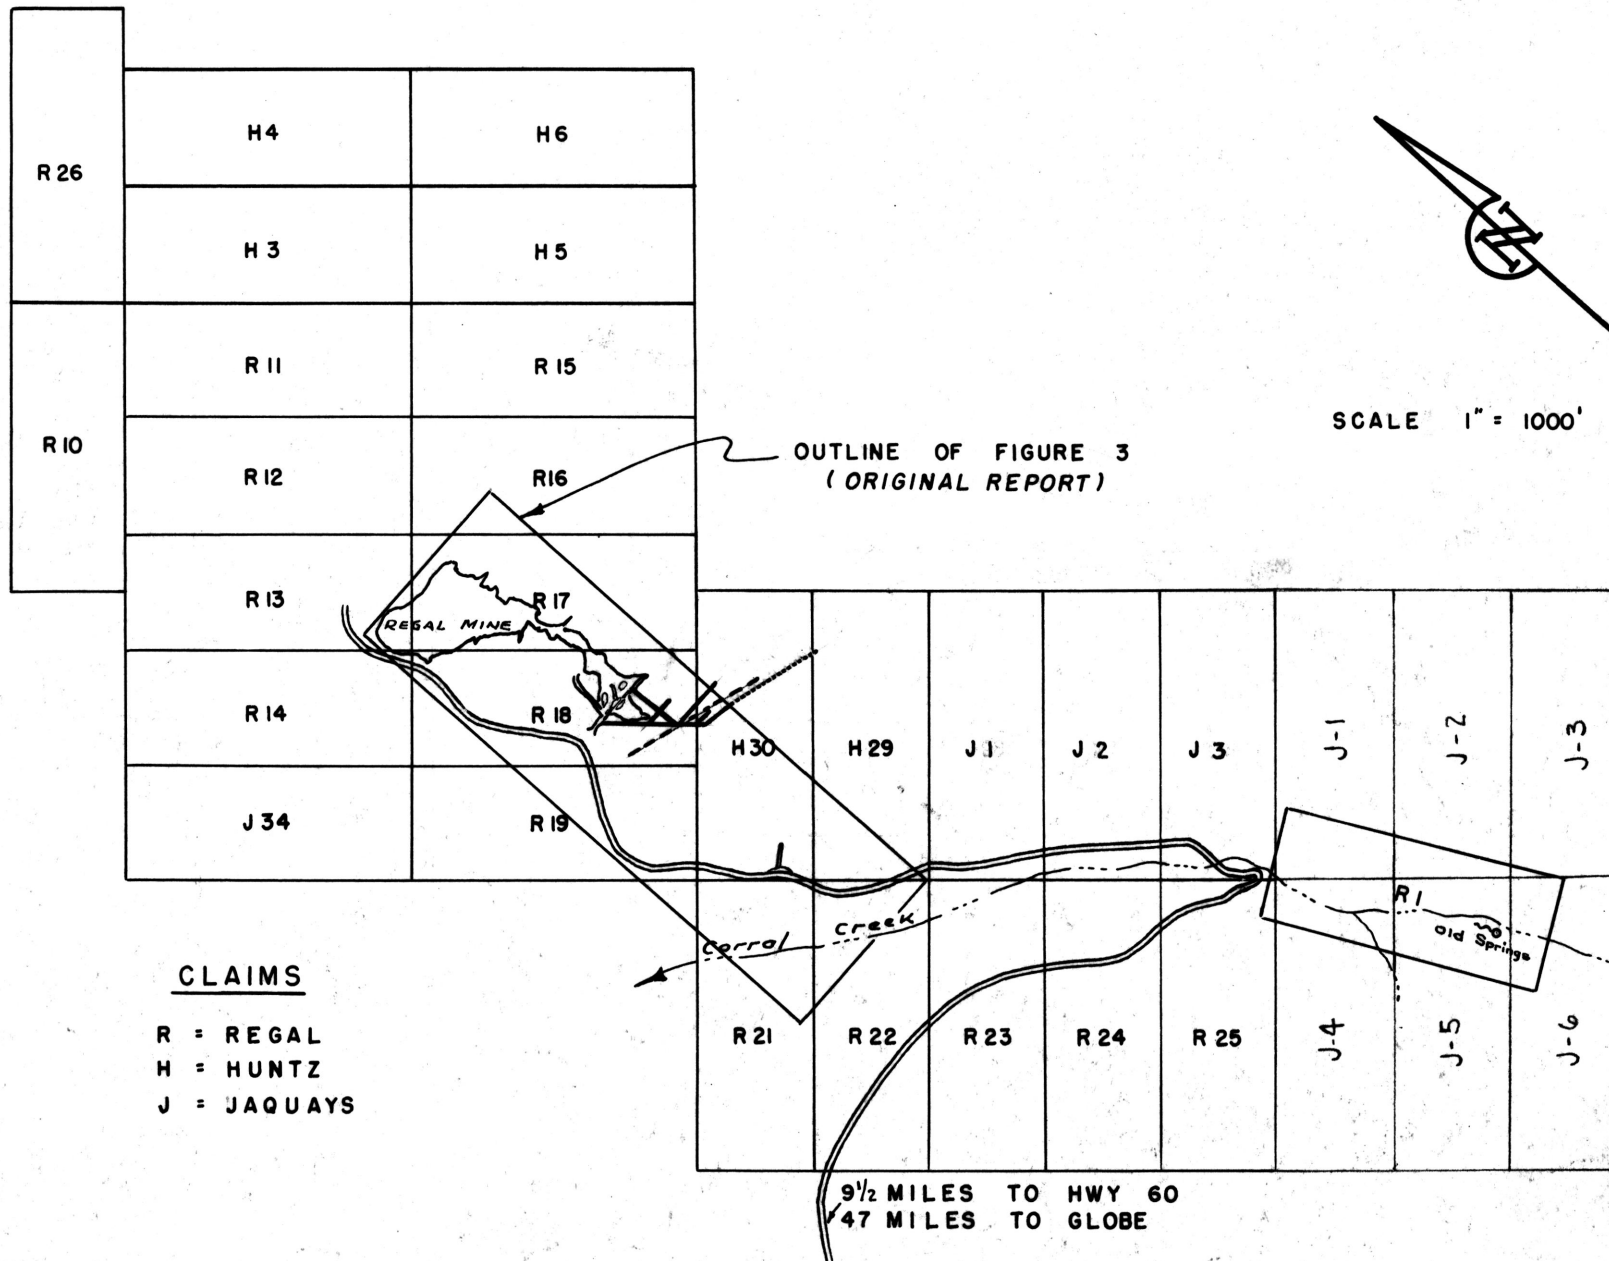 H4
H6
R 26
H 3
H 5
R 11
R 15
R 10
R 12
R16
R 13
R 17
R 14
R 18
J 34
R 19
REGAL MINE
N
SCALE 1" = 1000'
OUTLINE OF FIGURE 3
(ORIGINAL REPORT)
H30
H 29
J 1
J 2
J 3
J-1
J-2
J-3
Corral Creek
R1
Old Springs
R 21
R 22
R 23
R 24
R 25
J-4
J-5
J-6
CLAIMS
R = REGAL
H = HUNTZ
J = JAQUAYS
9½ MILES TO HWY 60
47 MILES TO GLOBE